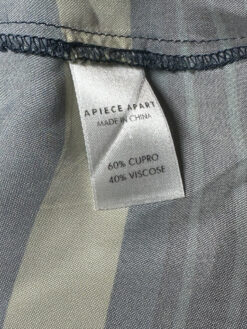 APIECE APART
MADE IN CHINA
60% CUPRO
40% VISCOSE